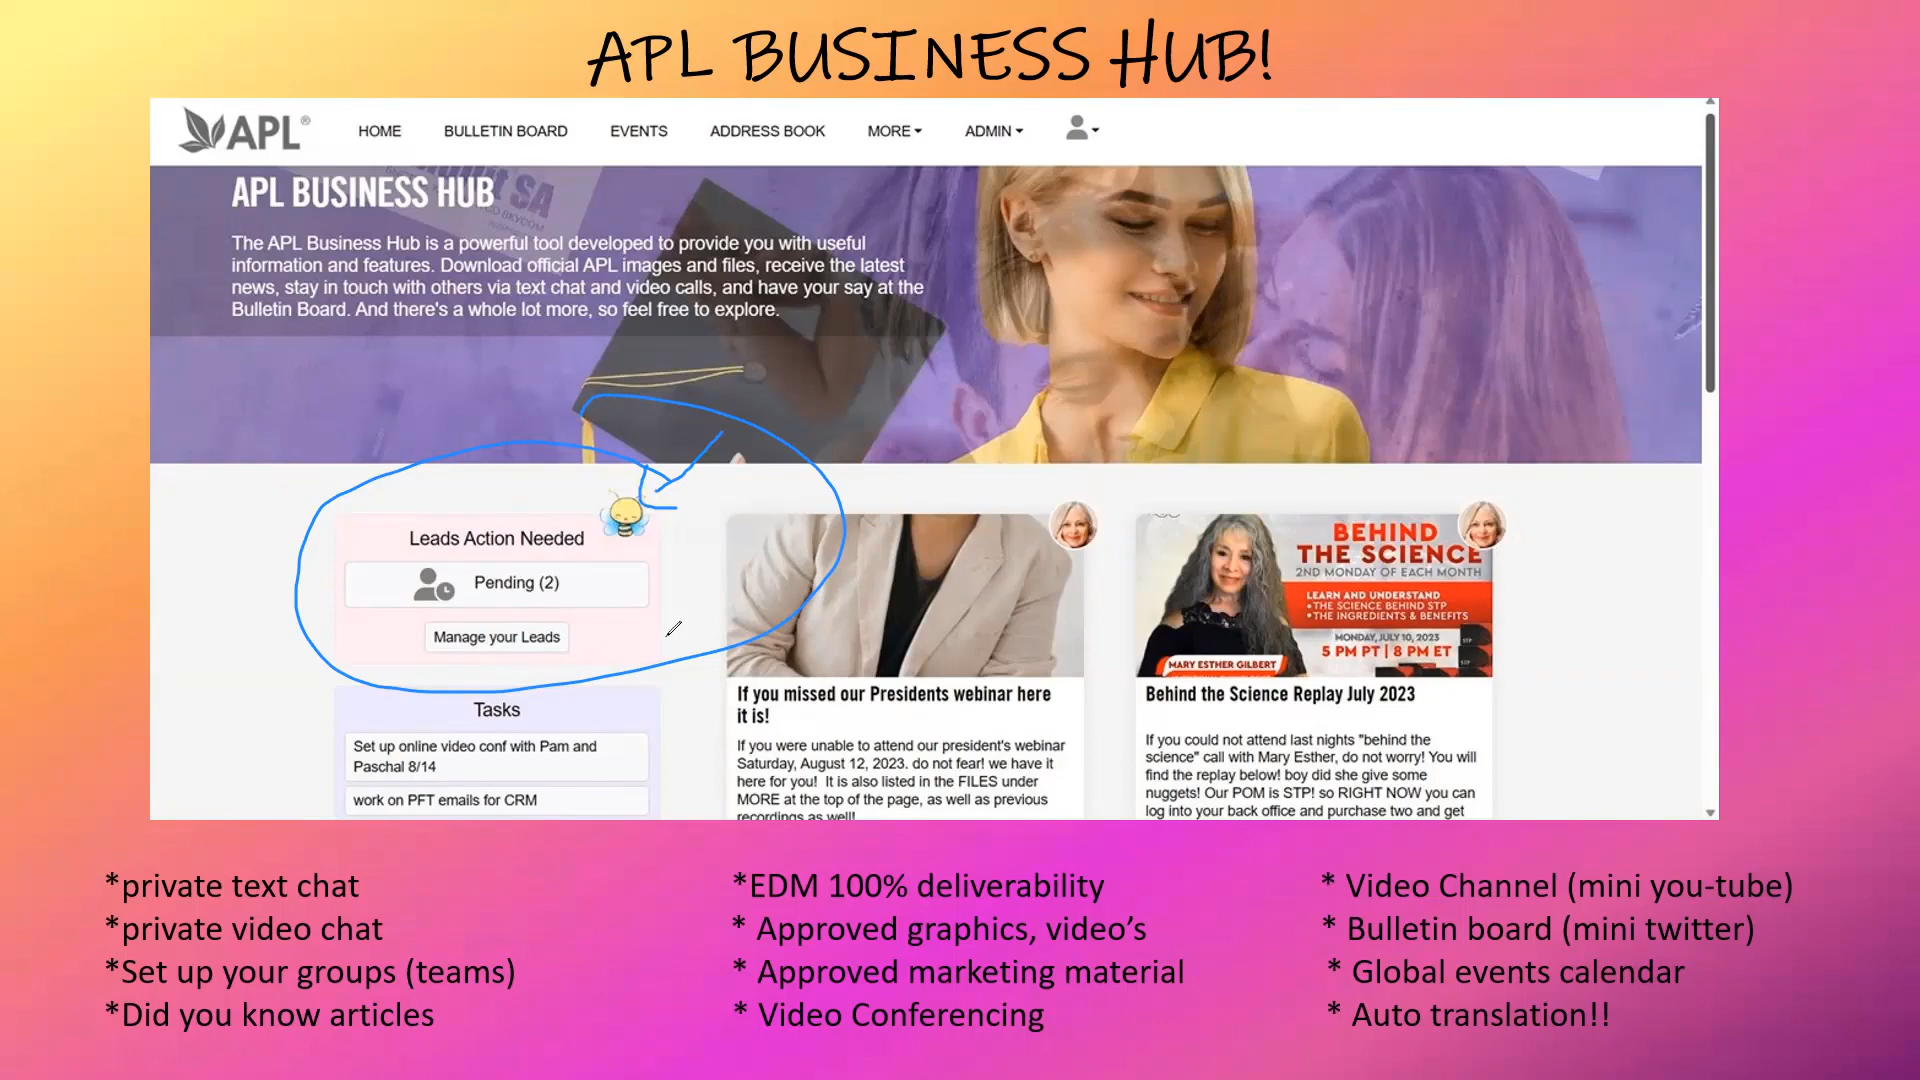 APL BUSINESS HUB!
APL®
HOME
BULLETIN BOARD
EVENTS
ADDRESS BOOK
MORE
ADMIN
APL BUSINESS HUB
SA
The APL Business Hub is a powerful tool developed to provide you with useful
information and features. Download official APL images and files, receive the latest
news, stay in touch with others via text chat and video calls, and have your say at the
Bulletin Board. And there's a whole lot more, so feel free to explore.
Leads Action Needed
Pending (2)
Manage your Leads
Tasks
Set up online video conf with Pam and
Paschal 8/14
work on PFT emails for CRM
If you missed our Presidents webinar here
it is!
If you were unable to attend our president's webinar
Saturday, August 12, 2023. do not fear! we have it
here for you! It is also listed in the FILES under
MORE at the top of the page, as well as previous
recordings as well!
BEHIND
THE SCIENCE
2ND MONDAY OF EACH MONTH
LEARN AND UNDERSTAND
•THE SCIENCE BEHIND STP
•THE INGREDIENTS & BENEFITS
MONDAY, JULY 10, 2023
5 PM PT | 8 PM ET
STP
STP
MARY ESTHER GILBERT
Behind the Science Replay July 2023
If you could not attend last nights "behind the
science" call with Mary Esther, do not worry! You will
find the replay below! boy did she give some
nuggets! Our POM is STP! so RIGHT NOW you can
log into your back office and purchase two and get
*private text chat
*private video chat
*Set up your groups (teams)
*Did you know articles
*EDM 100% deliverability
* Approved graphics, video’s
* Approved marketing material
* Video Conferencing
* Video Channel (mini you-tube)
* Bulletin board (mini twitter)
* Global events calendar
* Auto translation!!